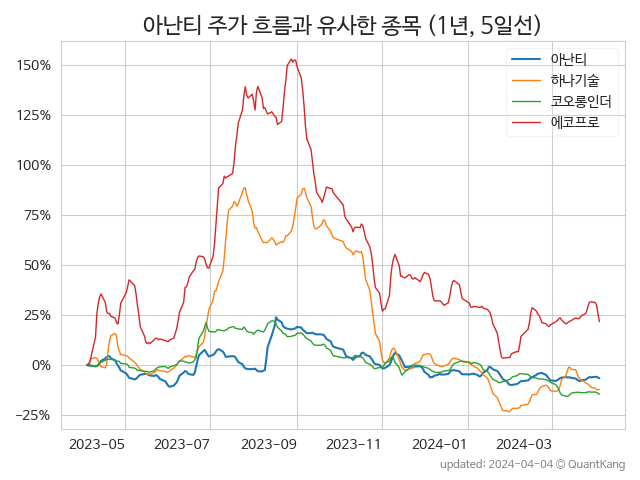 아난티 주가 흐름과 유사한 종목 (1년, 5일선)
아난티
하나기술
코오롱인더
에코프로
150%
125%
100%
75%
50%
25%
0%
−25%
2023-05
2023-07
2023-09
2023-11
2024-01
2024-03
updated: 2024-04-04 @ QuantKang